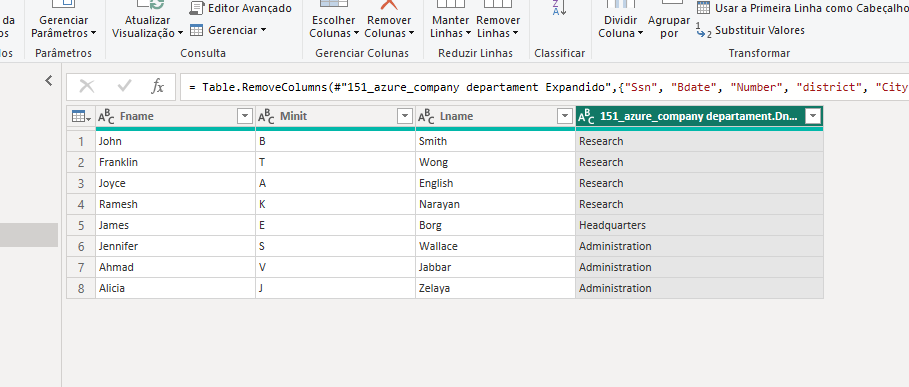 da
os
Gerenciar
Parâmetros
Parâmetros
Atualizar
Visualização
Editor Avançado
Gerenciar
Consulta
Escolher
Colunas
Remover
Colunas
Gerenciar Colunas
Manter
Linhas
Remover
Linhas
Reduzir Linhas
Classificar
Dividir
Coluna
Agrupar
por
Usar a Primeira Linha como Cabeçalho
Substituir Valores
Transformar
= Table.RemoveColumns(#"151_azure_company departament Expandido",{"Ssn", "Bdate", "Number", "district", "City
Fname Minit Lname 151_azure_company departament.Dn...
1 John B Smith Research
2 Franklin T Wong Research
3 Joyce A English Research
4 Ramesh K Narayan Research
5 James E Borg Headquarters
6 Jennifer S Wallace Administration
7 Ahmad V Jabbar Administration
8 Alicia J Zelaya Administration